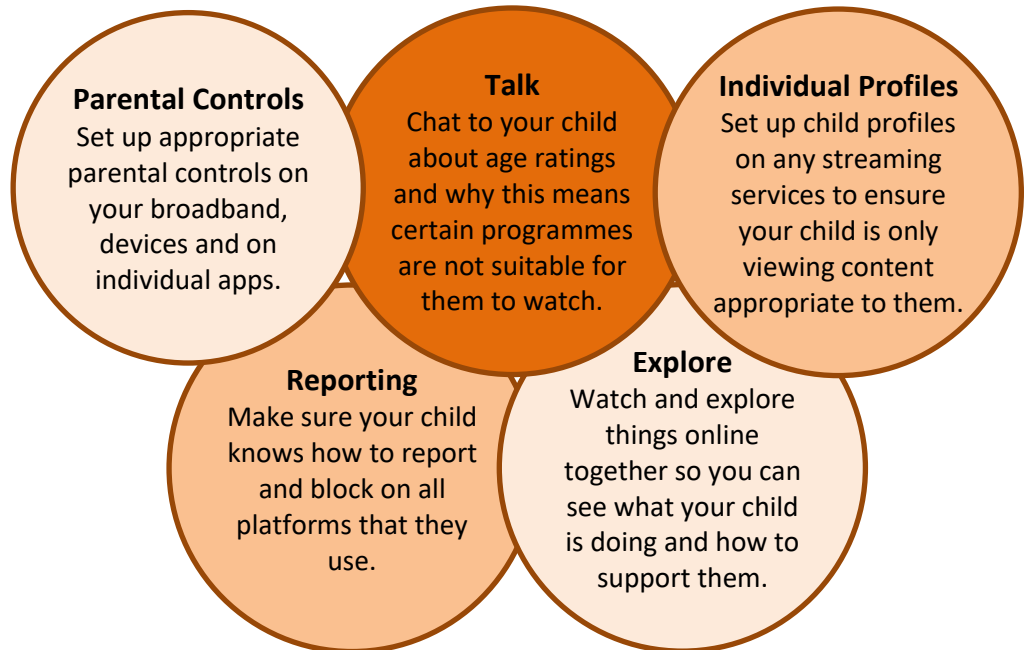 Parental Controls
Set up appropriate
parental controls on
your broadband,
devices and on
individual apps.
Talk
Chat to your child
about age ratings
and why this means
certain programmes
are not suitable for
them to watch.
Individual Profiles
Set up child profiles
on any streaming
services to ensure
your child is only
viewing content
appropriate to them.
Reporting
Make sure your child
knows how to report
and block on all
platforms that they
use.
Explore
Watch and explore
things online
together so you can
see what your child
is doing and how to
support them.